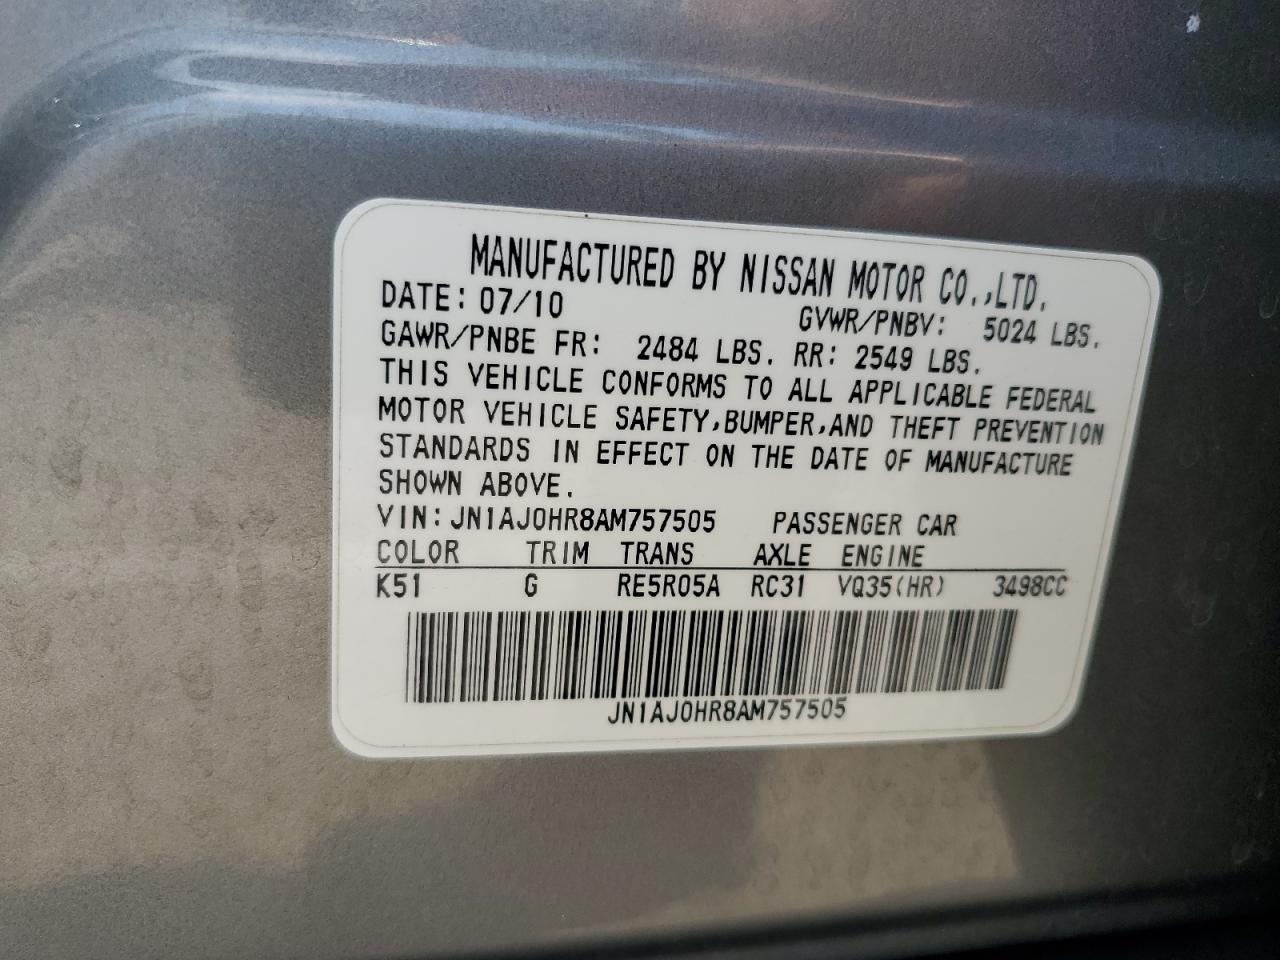 MANUFACTURED BY NISSAN MOTOR CO.,LTD.
DATE: 07/10 GVWR/PNBV: 5024 LBS.
GAWR/PNBE FR: 2484 LBS. RR: 2549 LBS.
THIS VEHICLE CONFORMS TO ALL APPLICABLE FEDERAL
MOTOR VEHICLE SAFETY,BUMPER,AND THEFT PREVENTION
STANDARDS IN EFFECT ON THE DATE OF MANUFACTURE
SHOWN ABOVE.
VIN: JN1AJ0HR8AM757505 PASSENGER CAR
COLOR TRIM TRANS AXLE ENGINE
K51 G RE5R05A RC31 VQ35(HR) 3498CC
JN1AJ0HR8AM757505